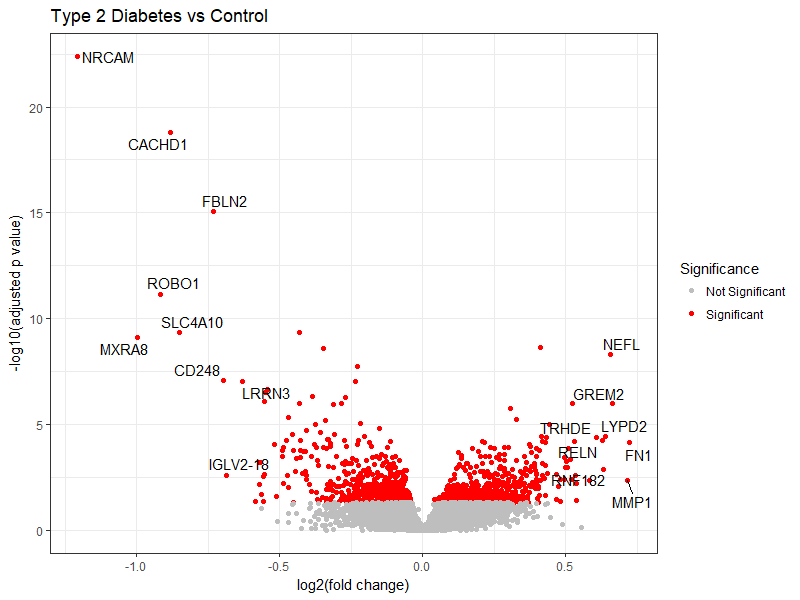 Type 2 Diabetes vs Control
NRCAM
20
CACHD1
FBLN2
15
ROBO1
SLC4A10
10
MXRA8
NEFL
CD248
LRRN3
GREM2
TRHDE
LYPD2
5
RELN
FN1
IGLV2-18
RNF182
MMP1
0
-1.0
-0.5
0.0
0.5
log2(fold change)
-log10(adjusted p value)
Significance
Not Significant
Significant